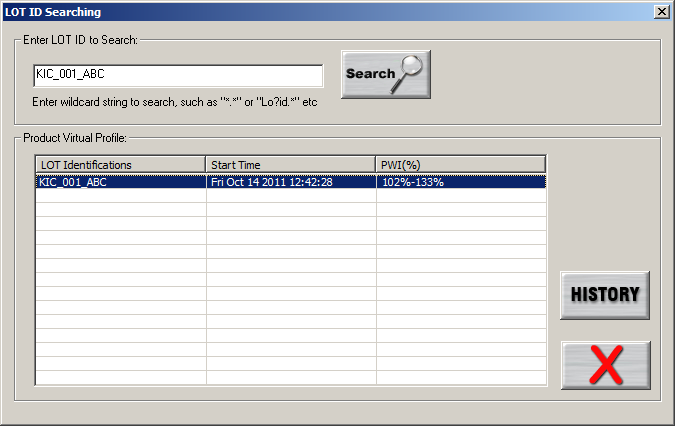 LOT ID Searching
Enter LOT ID to Search:
KIC_001_ABC
Search
Enter wildcard string to search, such as "*.*" or "Lo?id.*" etc
Product Virtual Profile:
LOT Identifications Start Time PWI(%)
KIC_001_ABC Fri Oct 14 2011 12:42:28 102%-133%
HISTORY